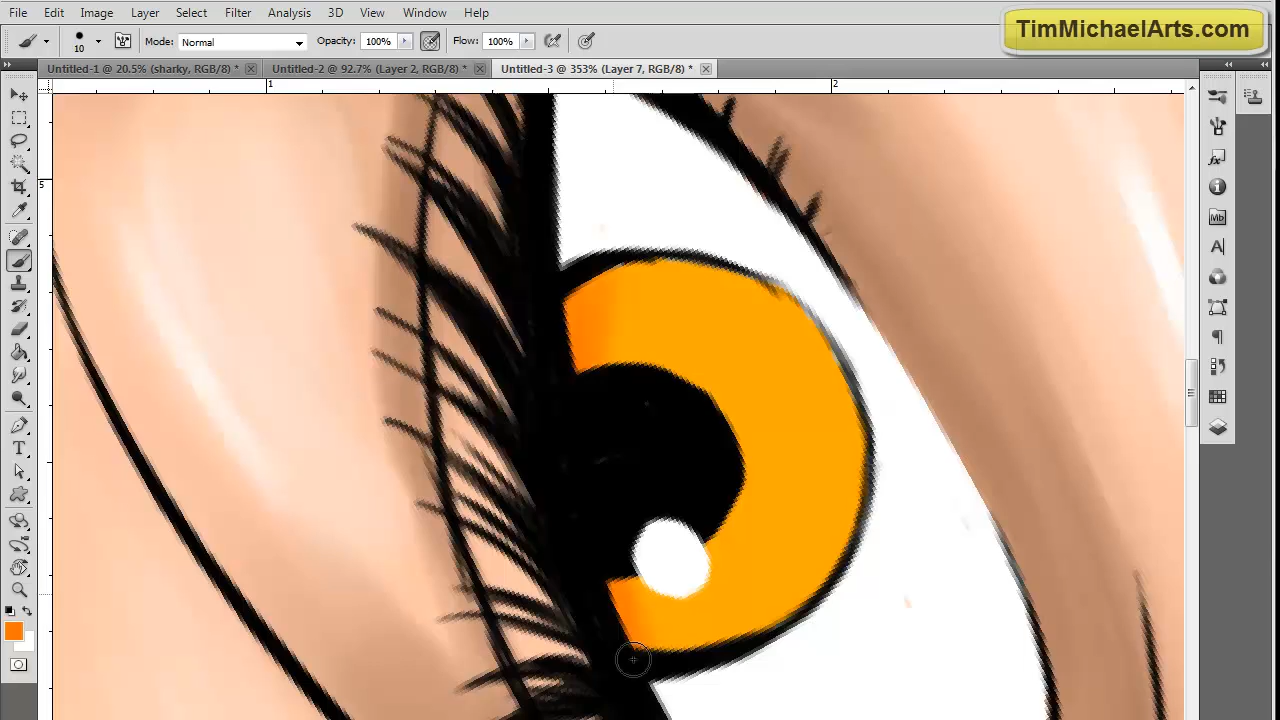 File Edit Image Layer Select Filter Analysis 3D View Window Help
TimMichaelArts.com
10 Mode: Normal Opacity: 100% Flow: 100%
Untitled-1 @ 20.5% (sharky, RGB/8) * Untitled-2 @ 92.7% (Layer 2, RGB/8) * Untitled-3 @ 353% (Layer 7, RGB/8) *
1 2
5
Mb